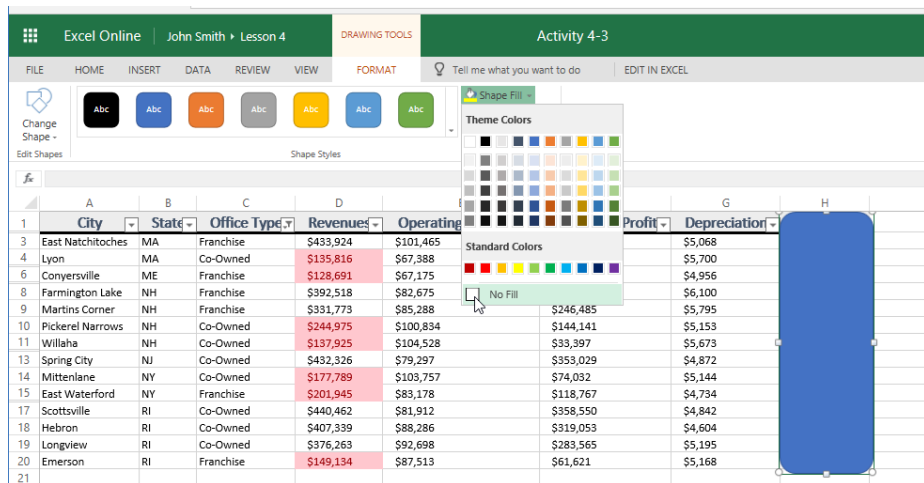 Excel Online John Smith ▸ Lesson 4 DRAWING TOOLS Activity 4-3
FILE HOME INSERT DATA REVIEW VIEW FORMAT Tell me what you want to do EDIT IN EXCEL
Change Shape
Abc Abc Abc Abc Abc Abc Abc
Shape Fill
Edit Shapes Shape Styles
Theme Colors
Standard Colors
No Fill
fx
A B C D E G H
1 City State Office Type Revenues Operating Profit Depreciation
3 East Natchitoches MA Franchise $433,924 $101,465 $5,068
4 Lyon MA Co-Owned $135,816 $67,388 $5,700
6 Conyersville ME Franchise $128,691 $67,175 $4,956
8 Farmington Lake NH Franchise $392,518 $82,675 $6,100
9 Martins Corner NH Franchise $331,773 $85,288 $246,485 $5,795
10 Pickerel Narrows NH Co-Owned $244,975 $100,834 $144,141 $5,153
11 Willaha NH Co-Owned $137,925 $104,528 $33,397 $5,673
13 Spring City NJ Co-Owned $432,326 $79,297 $353,029 $4,872
14 Mittenlane NY Co-Owned $177,789 $103,757 $74,032 $5,144
15 East Waterford NY Franchise $201,945 $83,178 $118,767 $4,734
17 Scottsville RI Co-Owned $440,462 $81,912 $358,550 $4,842
18 Hebron RI Co-Owned $407,339 $88,286 $319,053 $4,604
19 Longview RI Co-Owned $376,263 $92,698 $283,565 $5,195
20 Emerson RI Franchise $149,134 $87,513 $61,621 $5,168
21